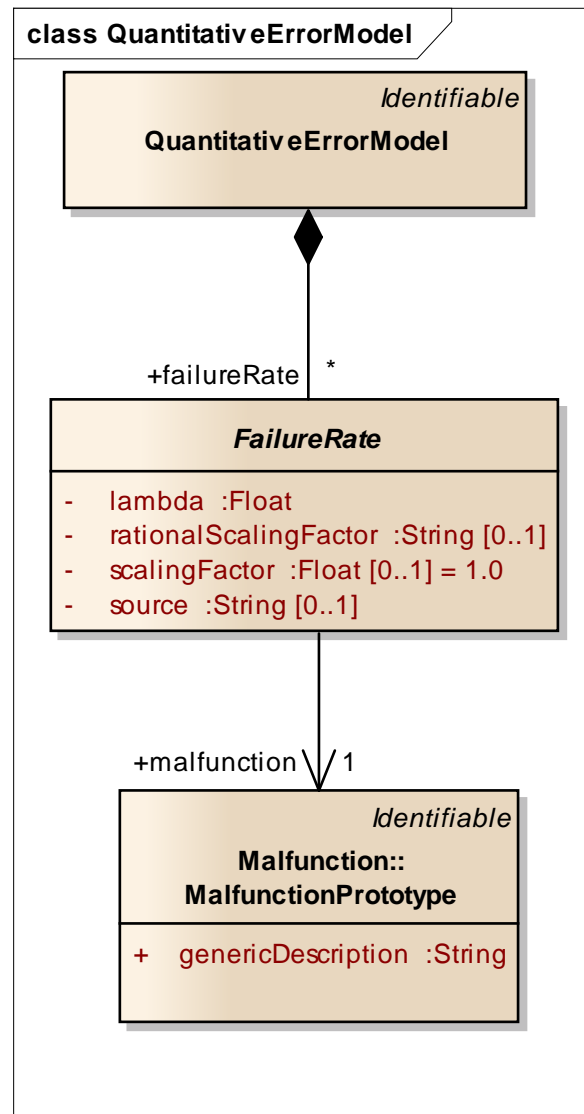 class QuantitativeErrorModel
Identifiable
QuantitativeErrorModel
+failureRate *
FailureRate
- lambda :Float
- rationalScalingFactor :String [0..1]
- scalingFactor :Float [0..1] = 1.0
- source :String [0..1]
+malfunction 1
Identifiable
Malfunction::
MalfunctionPrototype
+ genericDescription :String